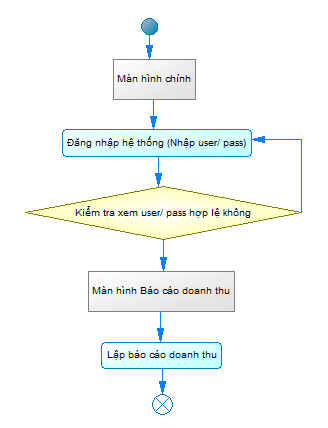 Màn hình chính
Đăng nhập hệ thống (Nhập user/ pass)
Kiểm tra xem user/ pass hợp lệ không
Màn hình Báo cáo doanh thu
Lập báo cáo doanh thu